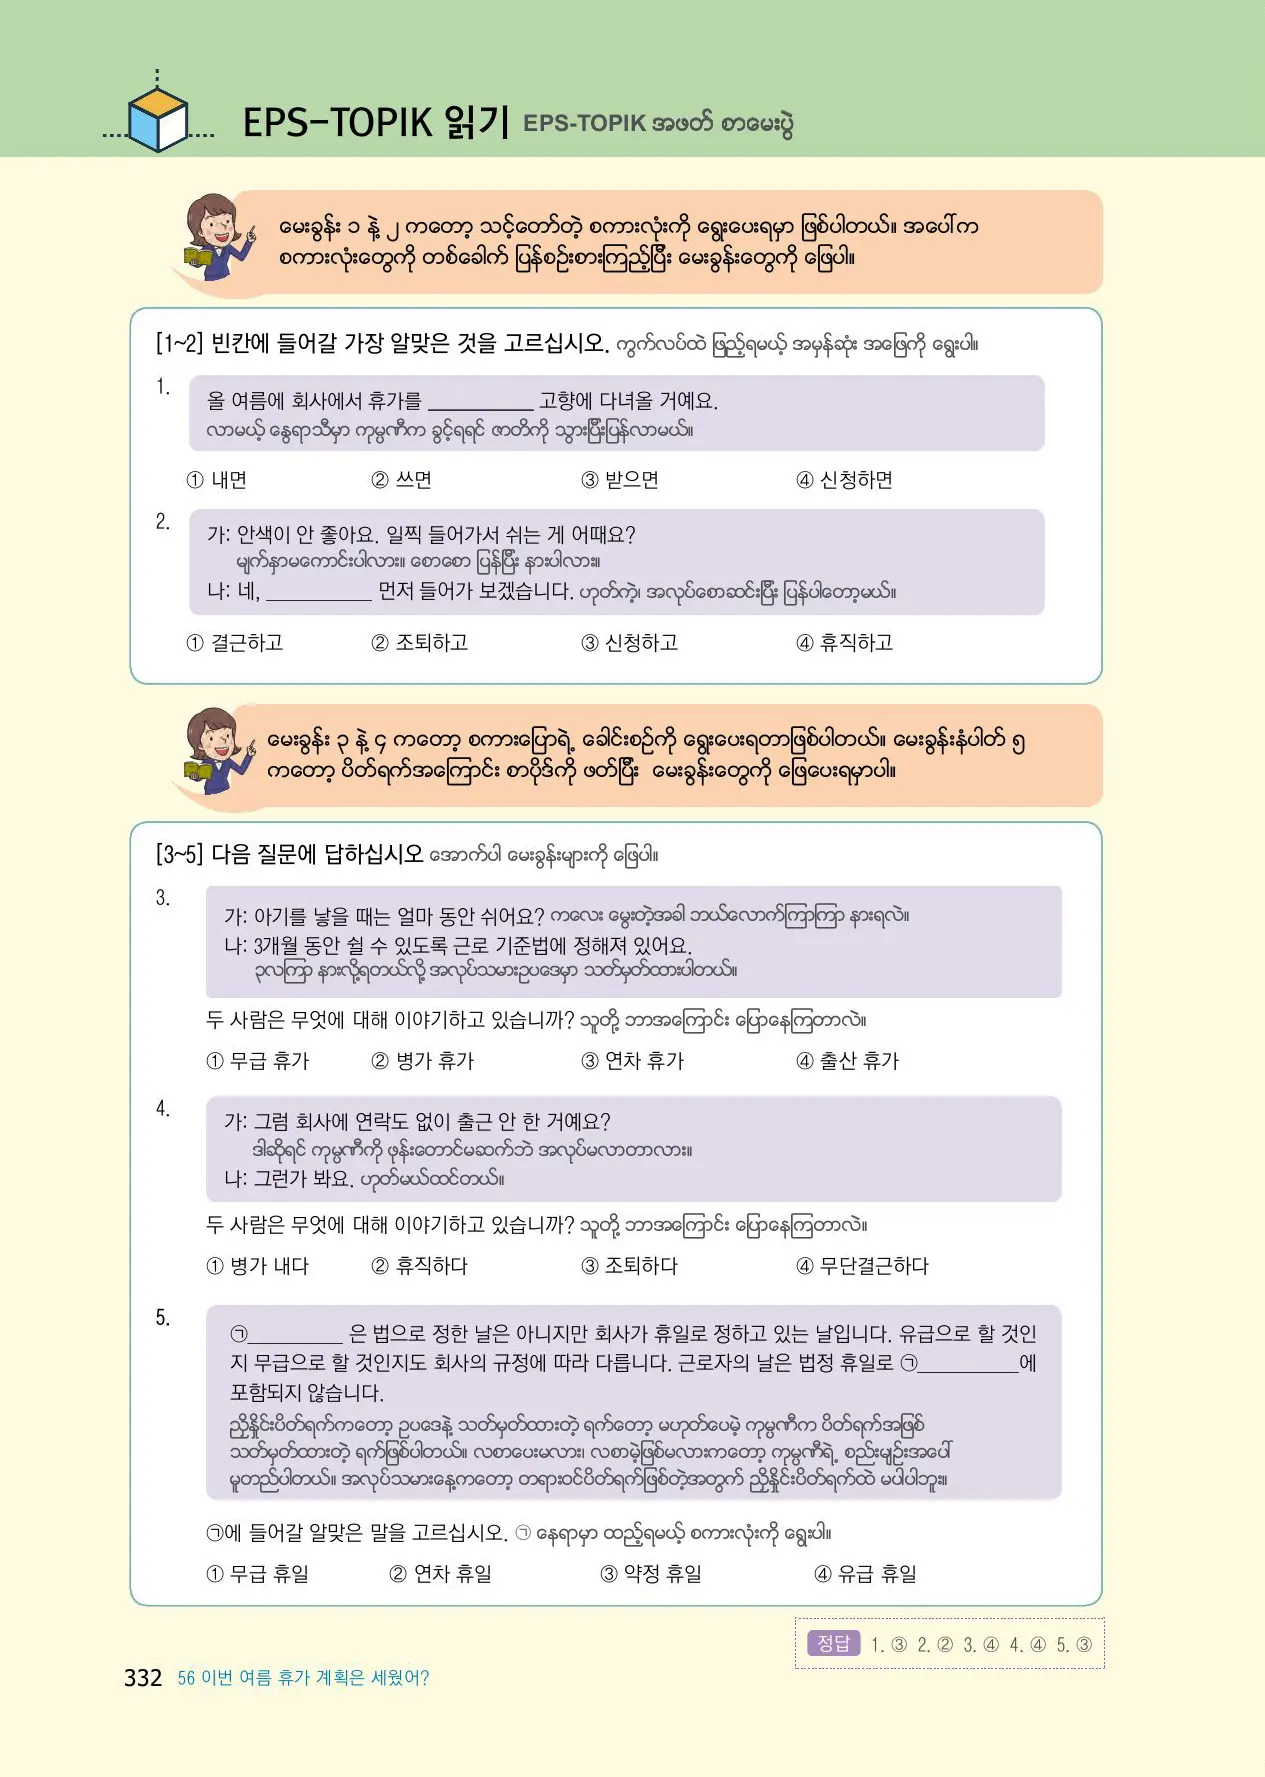 EPS-TOPIK 읽기 EPS-TOPIK အဖတ် စာမေးပွဲ
မေးခွန်း ၁ နဲ့ ၂ ကတော့ သင့်တော်တဲ့ စကားလုံးကို ရွေးပေးရမှာ ဖြစ်ပါတယ်။ အပေါ်က
စကားလုံးတွေကို တစ်ခေါက် ပြန်စဉ်းစားကြည့်ပြီး မေးခွန်းတွေကို ဖြေပါ။
[1~2] 빈칸에 들어갈 가장 알맞은 것을 고르십시오. ကွက်လပ်ထဲ ဖြည့်ရမယ့် အမှန်ဆုံး အဖြေကို ရွေးပါ။
1.
올 여름에 회사에서 휴가를 __________ 고향에 다녀올 거예요.
လာမယ့် နွေရာသီမှာ ကုမ္ပဏီက ခွင့်ရရင် ဇာတိကို သွားပြီးပြန်လာမယ်။
① 내면 ② 쓰면 ③ 받으면 ④ 신청하면
2.
가: 안색이 안 좋아요. 일찍 들어가서 쉬는 게 어때요?
မျက်နှာမကောင်းပါလား။ စောစော ပြန်ပြီး နားပါလား။
나: 네, __________ 먼저 들어가 보겠습니다. ဟုတ်ကဲ့၊ အလုပ်စောဆင်းပြီး ပြန်ပါတော့မယ်။
① 결근하고 ② 조퇴하고 ③ 신청하고 ④ 휴직하고
မေးခွန်း ၃ နဲ့ ၄ ကတော့ စကားပြောရဲ့ ခေါင်းစဉ်ကို ရွေးပေးရတာဖြစ်ပါတယ်။ မေးခွန်းနံပါတ် ၅
ကတော့ ပိတ်ရက်အကြောင်း စာပိုဒ်ကို ဖတ်ပြီး မေးခွန်းတွေကို ဖြေပေးရမှာပါ။
[3~5] 다음 질문에 답하십시오 အောက်ပါ မေးခွန်းများကို ဖြေပါ။
3.
가: 아기를 낳을 때는 얼마 동안 쉬어요? ကလေး မွေးတဲ့အခါ ဘယ်လောက်ကြာကြာ နားရလဲ။
나: 3개월 동안 쉴 수 있도록 근로 기준법에 정해져 있어요.
၃လကြာ နားလို့ရတယ်လို့ အလုပ်သမားဥပဒေမှာ သတ်မှတ်ထားပါတယ်။
두 사람은 무엇에 대해 이야기하고 있습니까? သူတို့ ဘာအကြောင်း ပြောနေကြတာလဲ။
① 무급 휴가 ② 병가 휴가 ③ 연차 휴가 ④ 출산 휴가
4.
가: 그럼 회사에 연락도 없이 출근 안 한 거예요?
ဒါဆိုရင် ကုမ္ပဏီကို ဖုန်းတောင်မဆက်ဘဲ အလုပ်မလာတာလား။
나: 그런가 봐요. ဟုတ်မယ်ထင်တယ်။
두 사람은 무엇에 대해 이야기하고 있습니까? သူတို့ ဘာအကြောင်း ပြောနေကြတာလဲ။
① 병가 내다 ② 휴직하다 ③ 조퇴하다 ④ 무단결근하다
5.
㉠__________ 은 법으로 정한 날은 아니지만 회사가 휴일로 정하고 있는 날입니다. 유급으로 할 것인
지 무급으로 할 것인지도 회사의 규정에 따라 다릅니다. 근로자의 날은 법정 휴일로 ㉠__________에
포함되지 않습니다.
ညှိနှိုင်းပိတ်ရက်ကတော့ ဥပဒေနဲ့ သတ်မှတ်ထားတဲ့ ရက်တော့ မဟုတ်ပေမဲ့ ကုမ္ပဏီက ပိတ်ရက်အဖြစ်
သတ်မှတ်ထားတဲ့ ရက်ဖြစ်ပါတယ်။ လစာပေးမလား၊ လစာမဲ့ဖြစ်မလားကတော့ ကုမ္ပဏီရဲ့ စည်းမျဉ်းအပေါ်
မူတည်ပါတယ်။ အလုပ်သမားနေ့ကတော့ တရားဝင်ပိတ်ရက်ဖြစ်တဲ့အတွက် ညှိနှိုင်းပိတ်ရက်ထဲ မပါပါဘူး။
㉠에 들어갈 알맞은 말을 고르십시오. ㉠ နေရာမှာ ထည့်ရမယ့် စကားလုံးကို ရွေးပါ။
① 무급 휴일 ② 연차 휴일 ③ 약정 휴일 ④ 유급 휴일
정답 1. ③ 2. ② 3. ④ 4. ④ 5. ③
332 56 이번 여름 휴가 계획은 세웠어?